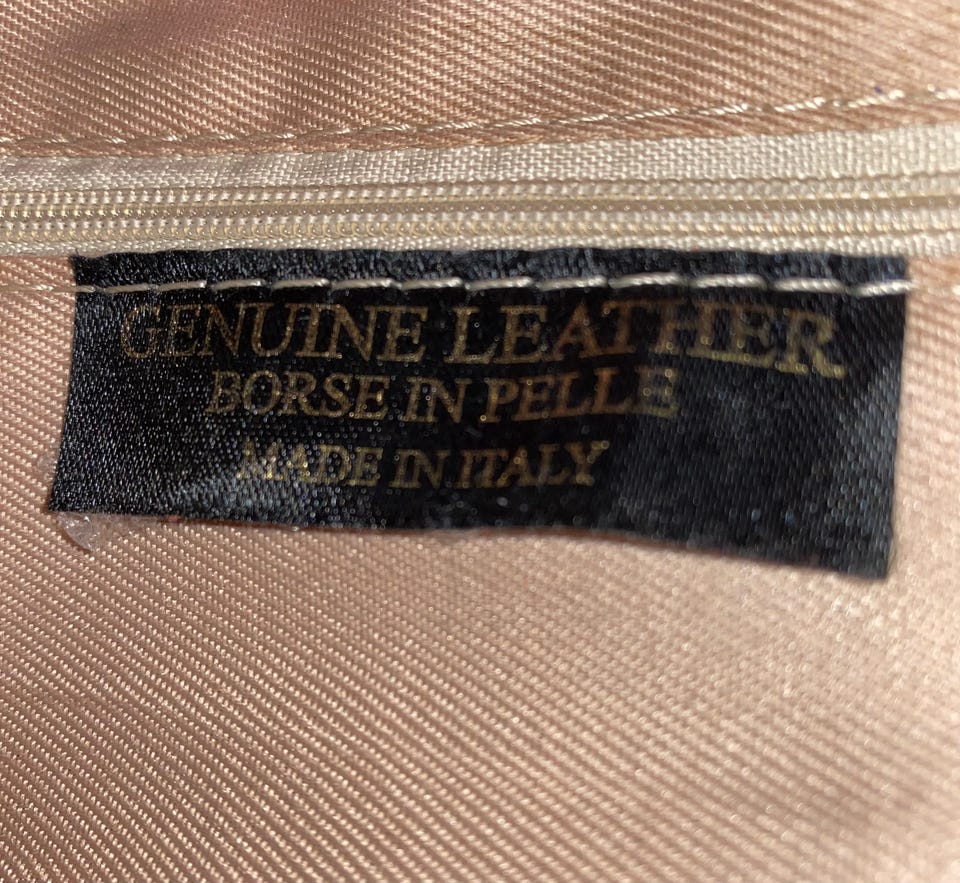 GENUINE LEATHER
BORSE IN PELLE
MADE IN ITALY